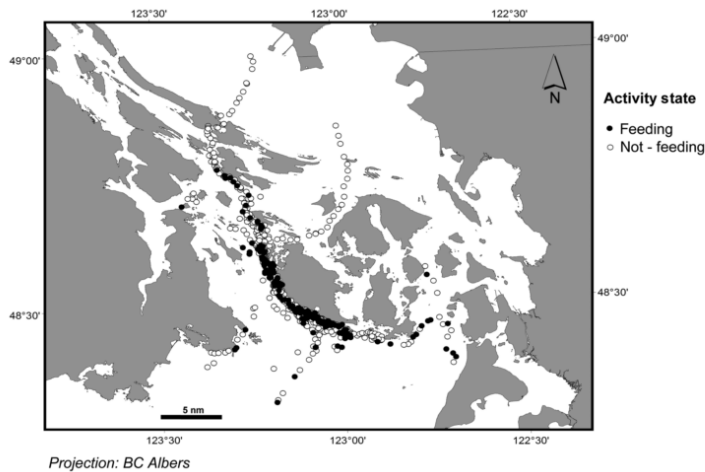 123°30' 123°00' 122°30'
49°00' 49°00'
N
Activity state
Feeding
Not - feeding
48°30' 48°30'
5 nm
123°30' 123°00' 122°30'
Projection: BC Albers